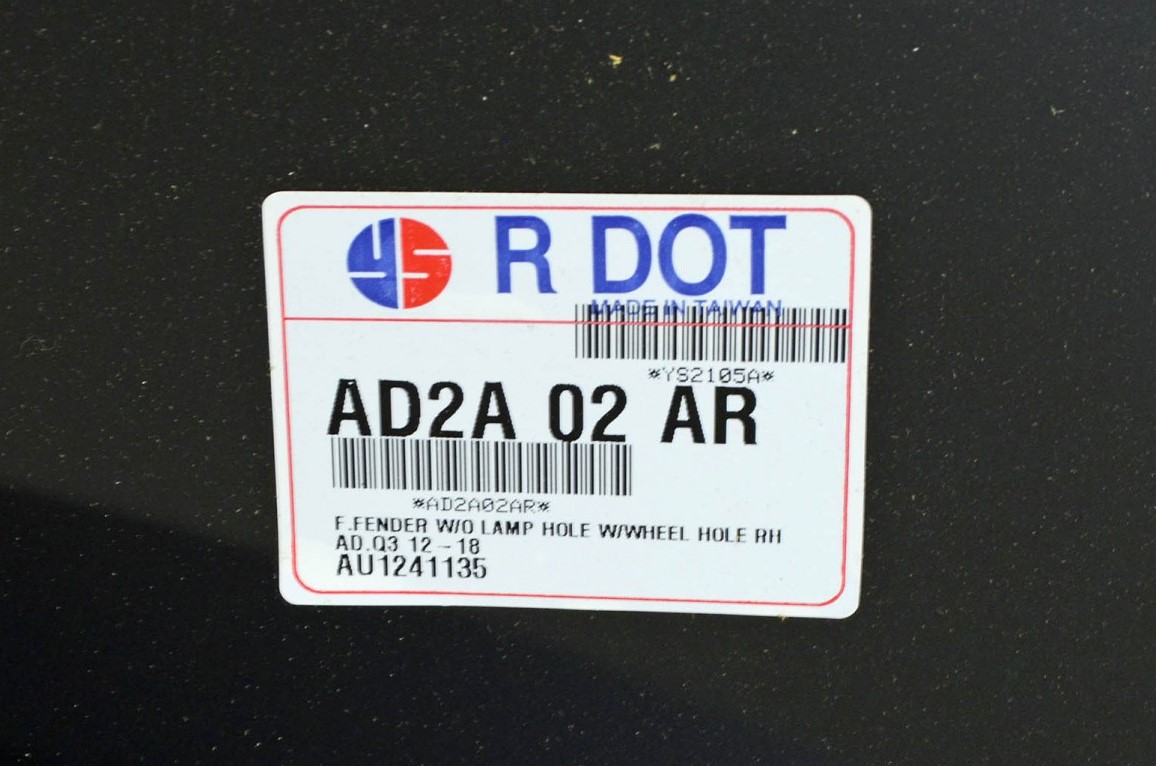 YS R DOT
MADE IN TAIWAN
*YS2105A*
AD2A 02 AR
*AD2A02AR*
F.FENDER W/O LAMP HOLE W/WHEEL HOLE RH
AD.Q3 12-18
AU1241135